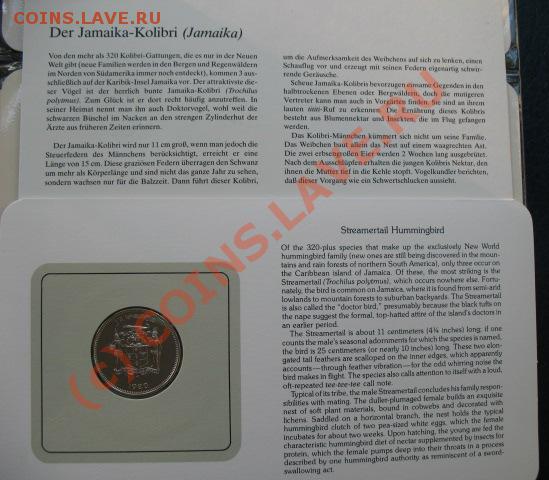 COINS.LAVE.RU
Der Jamaika-Kolibri (Jamaika)
Von den mehr als 320 Kolibri-Gattungen, die es nur in der Neuen
Welt gibt (neue Familien werden in den Bergen und Regenwäldern
im Norden von Südamerika immer noch entdeckt), kommen 3 aus-
schließlich auf der Karibik-Insel Jamaika vor. Der attraktivste die-
ser Vögel ist der herrlich bunte Jamaika-Kolibri (Trochilus
polytmus). Zum Glück ist er dort recht häufig anzutreffen. In
seiner Heimat nennt man ihn auch Doktorvogel, wohl weil die
schwarzen Büschel im Nacken an den strengen Zylinderhut der
Ärzte aus früheren Zeiten erinnern.
Der Jamaika-Kolibri wird nur 11 cm groß, wenn man jedoch die
Steuerfedern des Männchens berücksichtigt, erreicht er eine
Länge von 15 cm. Diese graziösen Federn überragen den Schwanz
um mehr als Körperlänge und sind nicht das ganze Jahr zu sehen,
sondern wachsen nur für die Balzzeit. Dann führt dieser Kolibri,
um die Aufmerksamkeit des Weibchens auf sich zu lenken, einen
Schauflug vor und erzeugt mit seinen Federn eigenartig schwir-
rende Geräusche.
Scheue Jamaika-Kolibris bevorzugen einsame Gegenden in den
halbtrockenen Ebenen oder Bergwäldern, doch die mutigeren
Vertreter kann man auch in Vororten finden. Sie sind an ihrem
lauten Ruf zu erkennen. Die Ernährung dieses Kolibris
besteht aus Blumennektar und Insekten, die im Flug gefangen
werden.
Das Kolibri-Männchen kümmert sich nicht um seine Familie.
Das Weibchen baut allein das Nest auf einem waagrechten Ast.
Die zwei erbsengroßen Eier werden 2 Wochen lang ausgebrütet.
Nach dem Ausschlüpfen erhalten die jungen Kolibris Nektar, den
ihnen die Mutter tief in die Kehle stopft. Vogelkundler berichten,
daß dieser Vorgang wie ein Schwertschlucken aussieht.
Streamertail Hummingbird
Of the 320-plus species that make up the exclusively New World
hummingbird family (new ones are still being discovered in the moun-
tains and rain forests of northern South America), only three occur on
the Caribbean island of Jamaica. Of these, the most striking is the
Streamertail (Trochilus polytmus), which occurs nowhere else. Fortu-
nately, the bird is common on Jamaica, where it is found from semi-arid
lowlands to mountain forests to suburban backyards. The Streamertail
is also called the "doctor bird," presumably because the black tufts on
the nape suggest the formal, top-hatted attire of the island's doctors in
an earlier period.
The Streamertail is about 11 centimeters (4¾ inches) long; if one
counts the male's seasonal adornments for which the species is named,
the bird is 25 centimeters (or nearly 10 inches) long. These two elon-
gated tail feathers are scalloped on the inner edges, which apparently
accounts—through feather vibration—for the odd whirring noise the
bird makes in flight. The species also calls attention to itself with a loud,
oft-repeated tee-tee-tee call note.
Typical of its tribe, the male Streamertail concludes his family respon-
sibilities with mating. The duller-plumaged female builds an exquisite
nest of soft plant materials, bound in cobwebs and decorated with
lichens. Saddled on a horizontal branch, the nest holds the typical
hummingbird clutch of two pea-sized white eggs, which the female
incubates for about two weeks. Upon hatching, the young are fed the
characteristic hummingbird diet of nectar supplemented by insects for
protein, which the female pumps deep into their throats in a process
described by one hummingbird authority as reminiscent of a sword-
swallowing act.
1980
(c) COINS.LAVE.RU